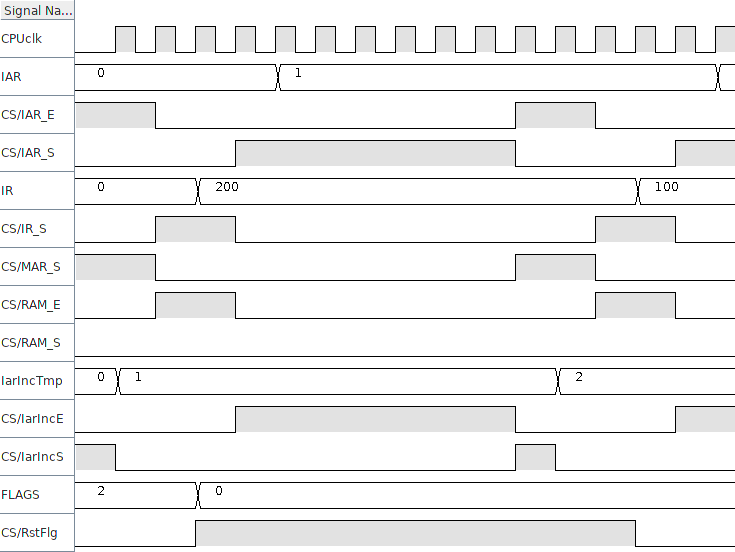 Signal Na...
CPUclk
IAR 0 1
CS/IAR_E
CS/IAR_S
IR 0 200 100
CS/IR_S
CS/MAR_S
CS/RAM_E
CS/RAM_S
IarIncTmp 0 1 2
CS/IarIncE
CS/IarIncS
FLAGS 2 0
CS/RstFlg